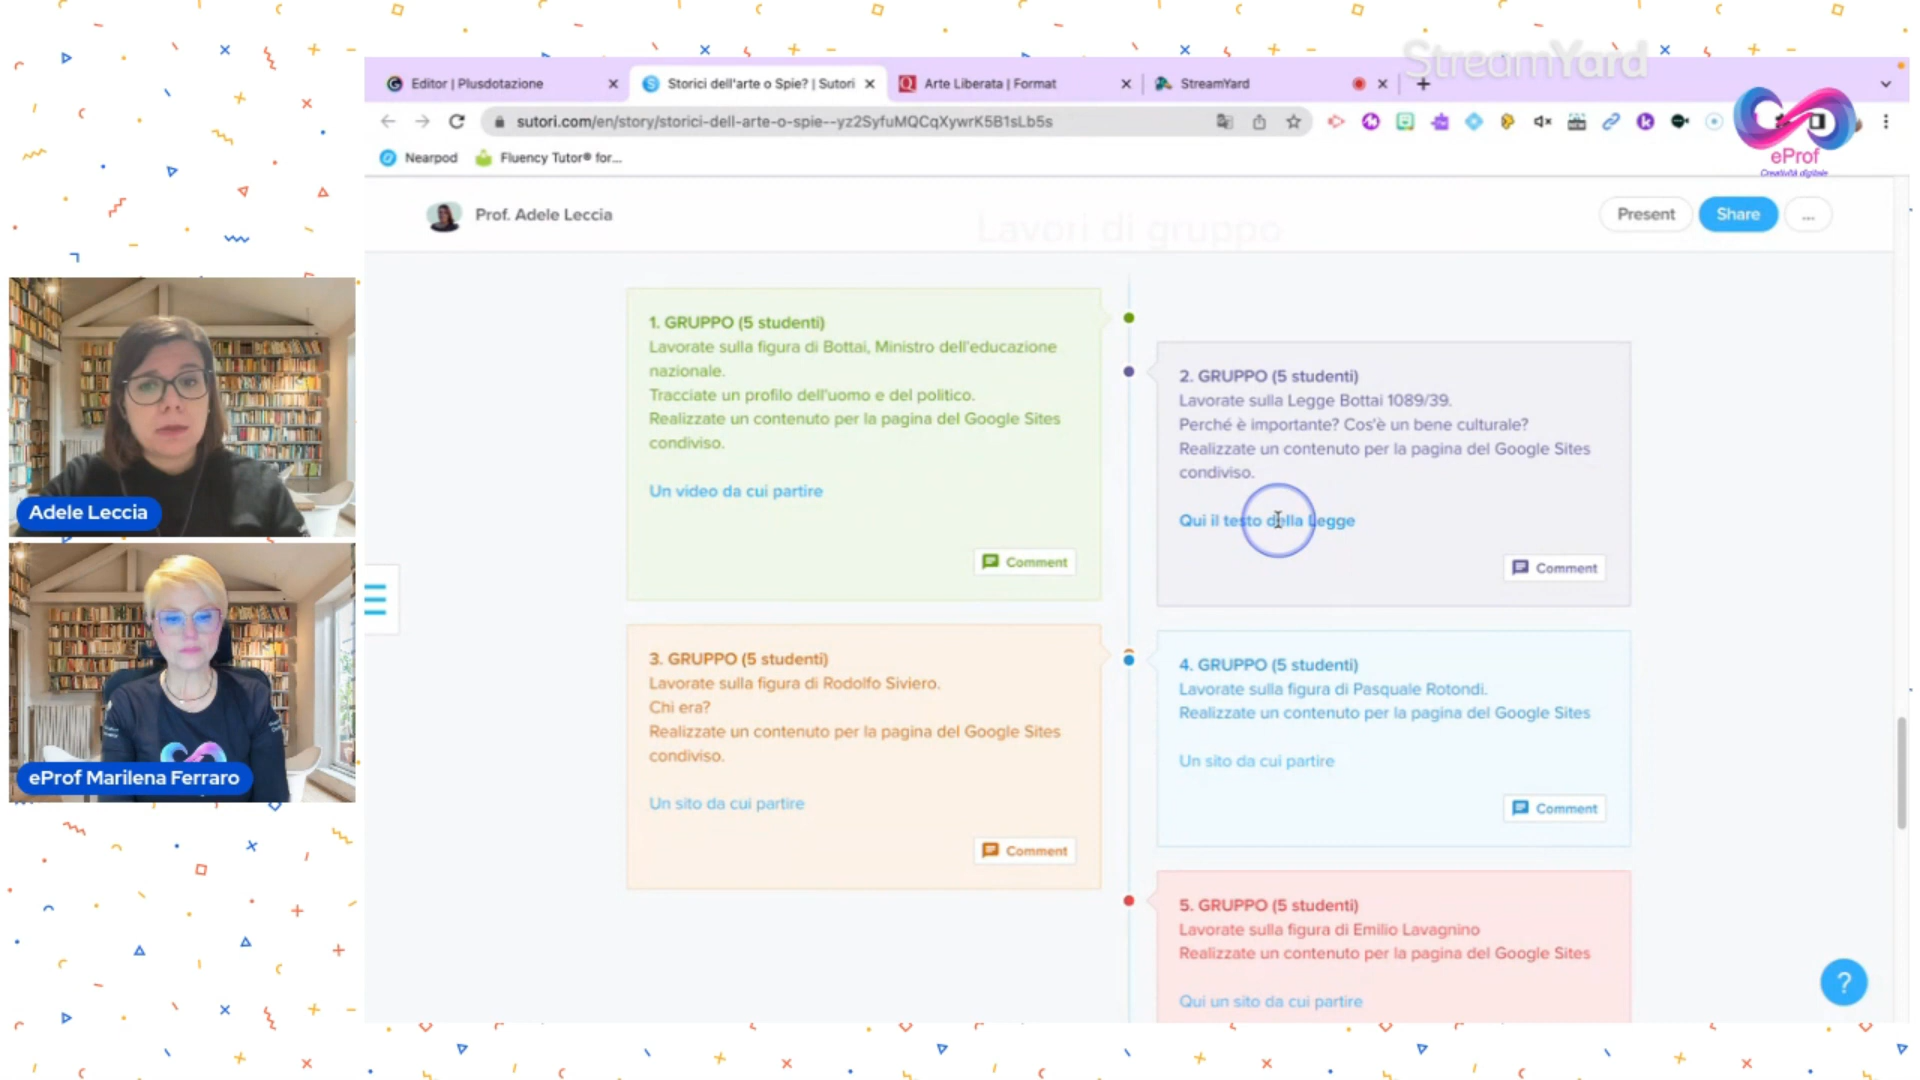 StreamYard
Editor | Plusdotazione
Storici dell'arte o Spie? | Sutori
Arte Liberata | Format
StreamYard
sutori.com/en/story/storici-dell-arte-o-spie--yz2SyfuMQCqXywrK5B1sLb5s
eProf
Creatività digitale
Nearpod
Fluency Tutor® for...
Prof. Adele Leccia
Lavori di gruppo
Present
Share
...
1. GRUPPO (5 studenti)
Lavorate sulla figura di Bottai, Ministro dell'educazione
nazionale.
Tracciate un profilo dell'uomo e del politico.
Realizzate un contenuto per la pagina del Google Sites
condiviso.
Un video da cui partire
Comment
2. GRUPPO (5 studenti)
Lavorate sulla Legge Bottai 1089/39.
Perché è importante? Cos'è un bene culturale?
Realizzate un contenuto per la pagina del Google Sites
condiviso.
Qui il testo della Legge
Comment
3. GRUPPO (5 studenti)
Lavorate sulla figura di Rodolfo Siviero.
Chi era?
Realizzate un contenuto per la pagina del Google Sites
condiviso.
Un sito da cui partire
Comment
4. GRUPPO (5 studenti)
Lavorate sulla figura di Pasquale Rotondi.
Realizzate un contenuto per la pagina del Google Sites
Un sito da cui partire
Comment
5. GRUPPO (5 studenti)
Lavorate sulla figura di Emilio Lavagnino
Realizzate un contenuto per la pagina del Google Sites
Qui un sito da cui partire
?
Adele Leccia
eProf Marilena Ferraro